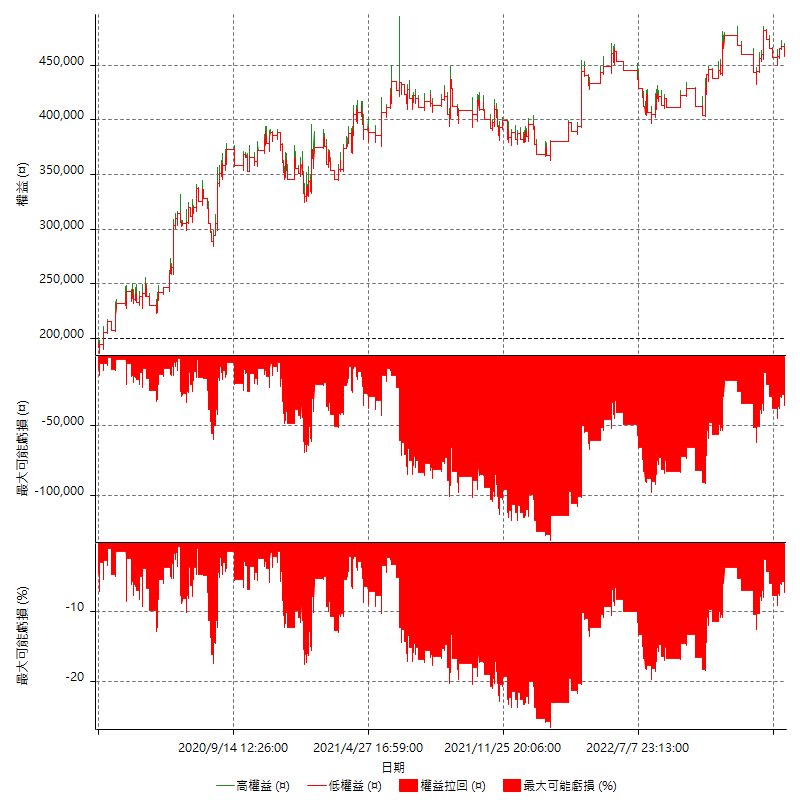 450,000
400,000
350,000
300,000
250,000
200,000
權益 (¤)
-50,000
-100,000
最大可能虧損 (¤)
-10
-20
最大可能虧損 (%)
2020/9/14 12:26:00 2021/4/27 16:59:00 2021/11/25 20:06:00 2022/7/7 23:13:00
日期
高權益 (¤) 低權益 (¤) 權益拉回 (¤) 最大可能虧損 (%)